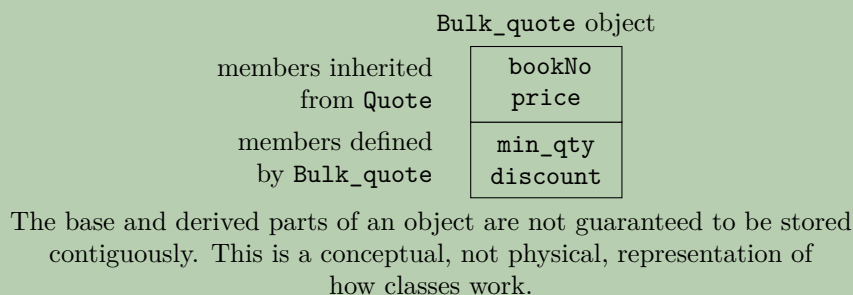 Bulk_quote object
members inherited
from Quote
bookNo
price
members defined
by Bulk_quote
min_qty
discount
The base and derived parts of an object are not guaranteed to be stored
contiguously. This is a conceptual, not physical, representation of
how classes work.